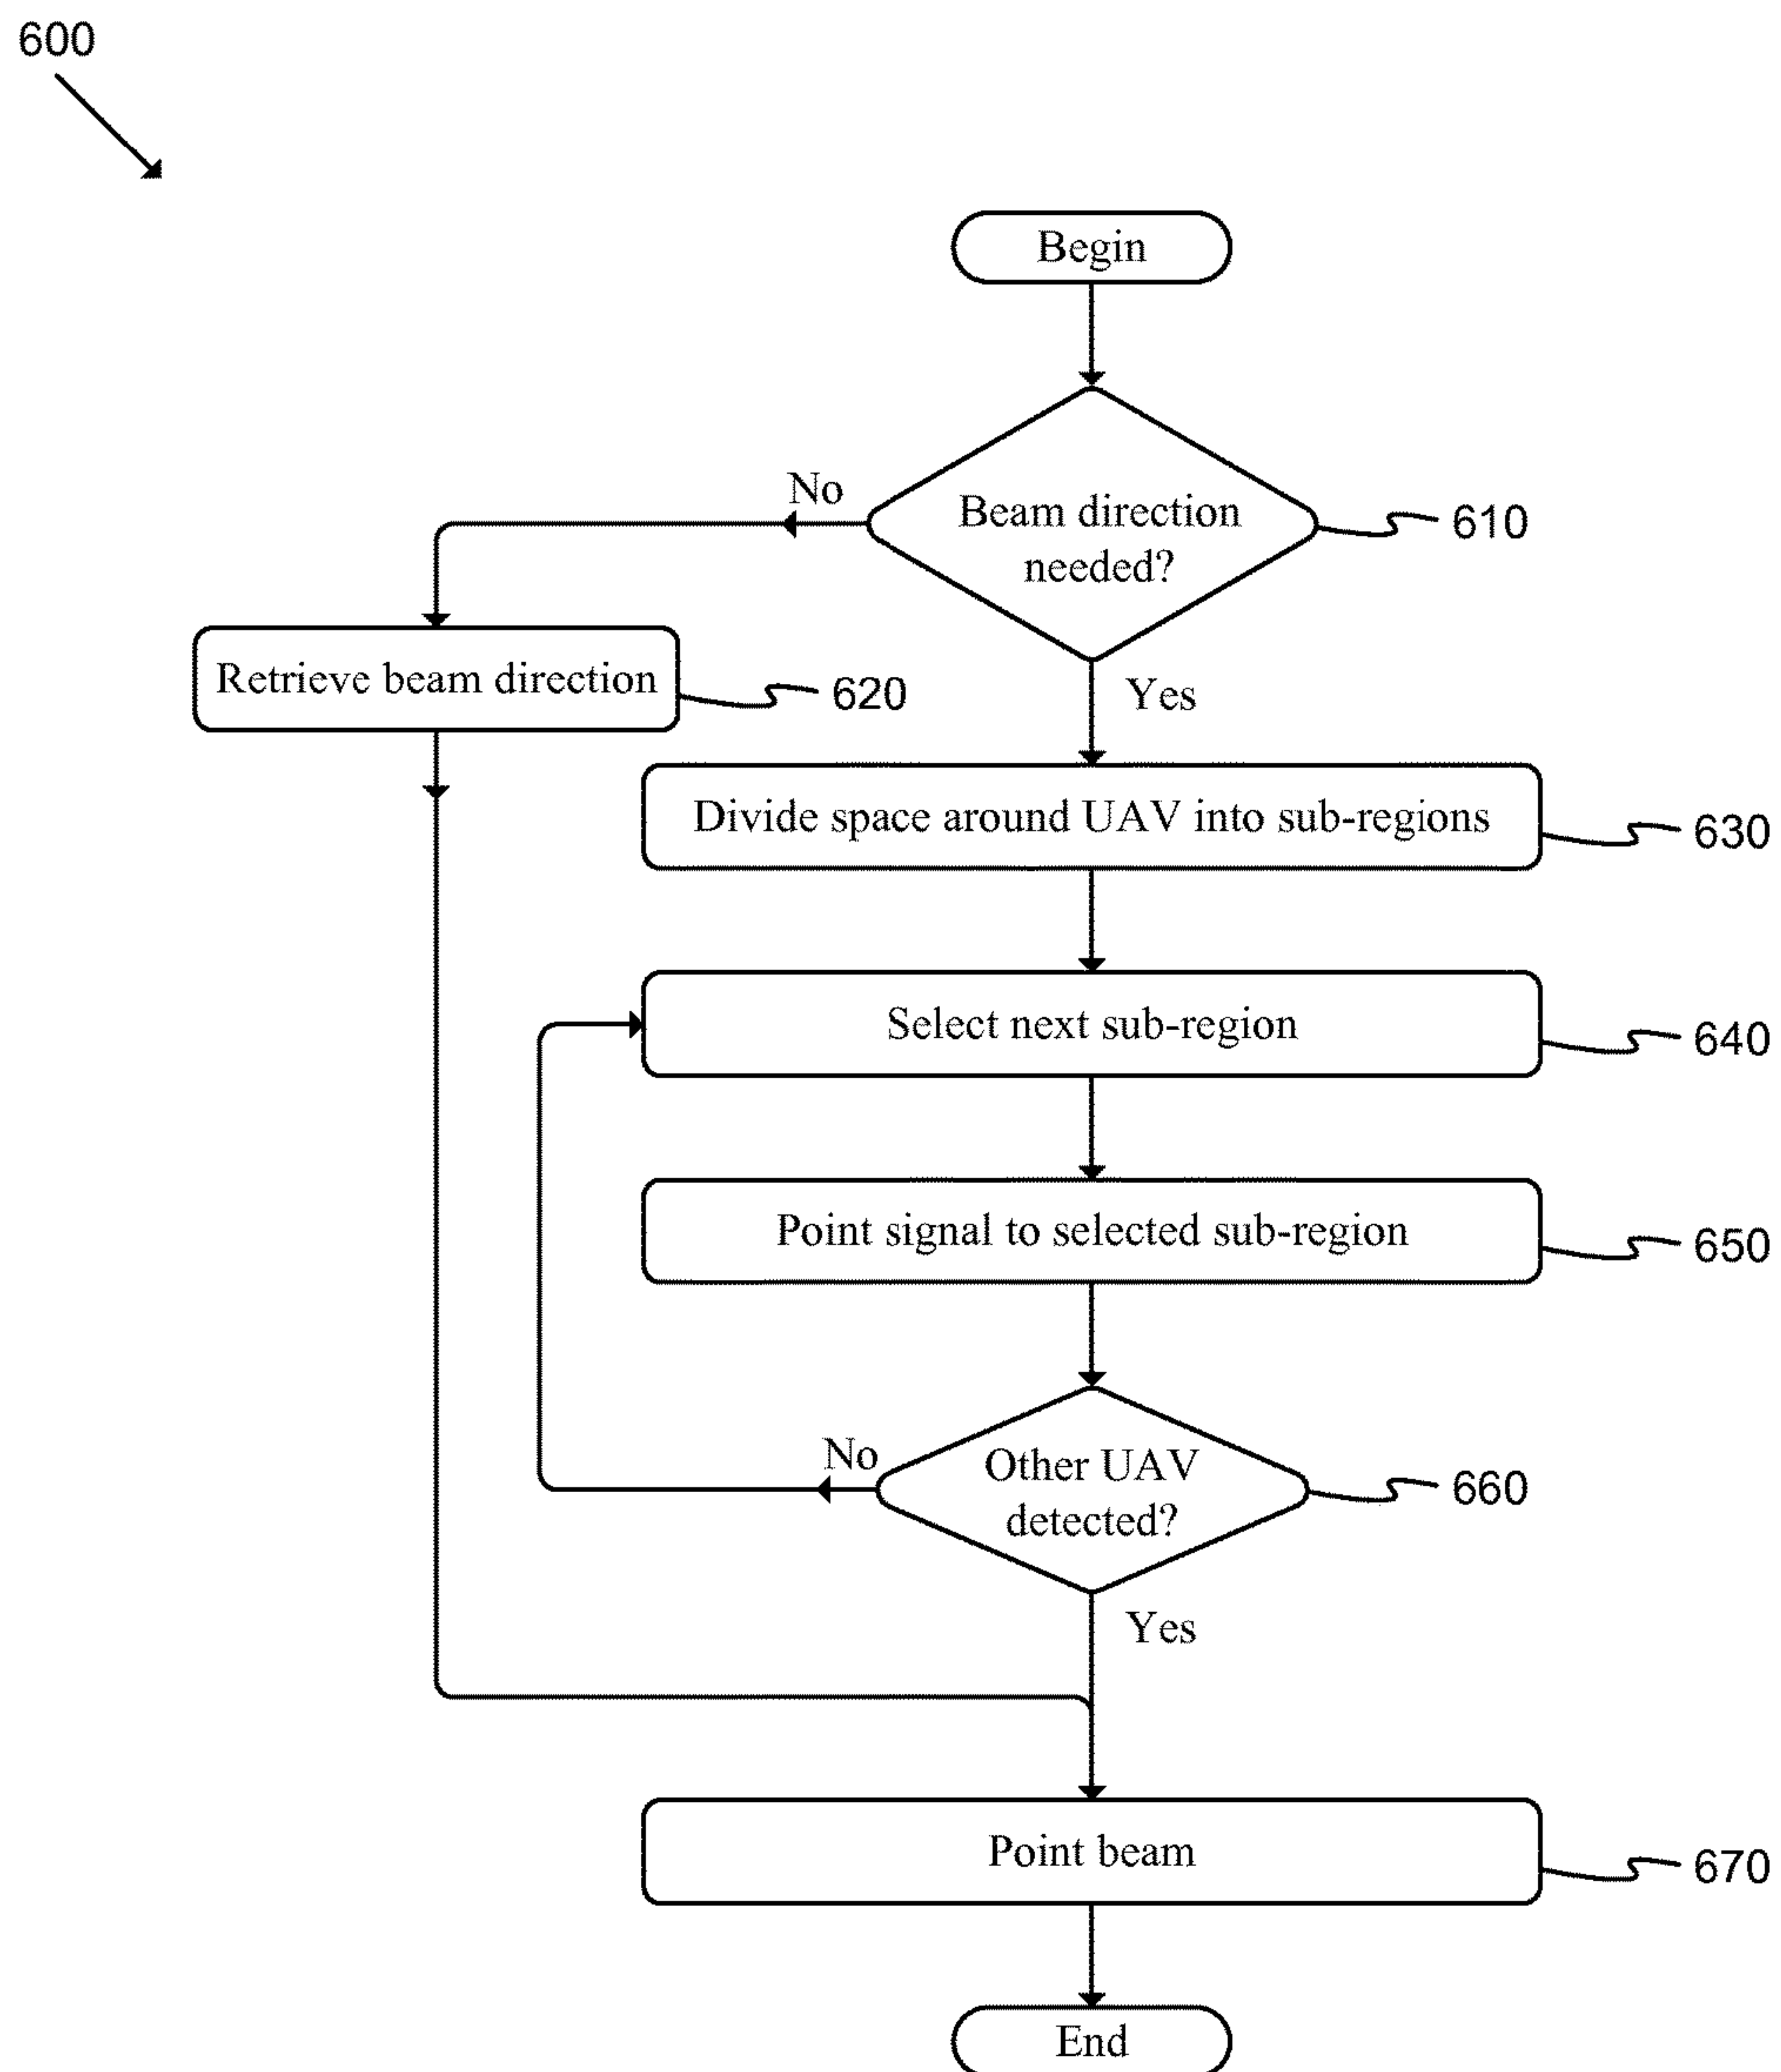 600
Begin
No
Beam direction
needed?
610
Retrieve beam direction
620
Yes
Divide space around UAV into sub-regions
630
Select next sub-region
640
Point signal to selected sub-region
650
No
Other UAV
detected?
660
Yes
Point beam
670
End